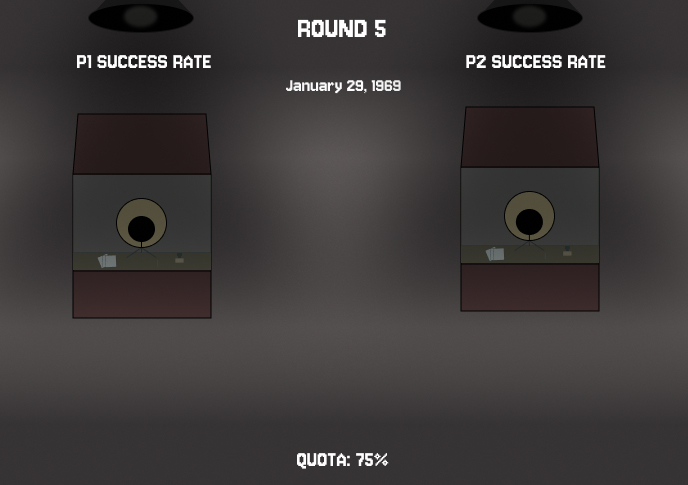 ROUND 5
P1 SUCCESS RATE
P2 SUCCESS RATE
January 29, 1969
QUOTA: 75%